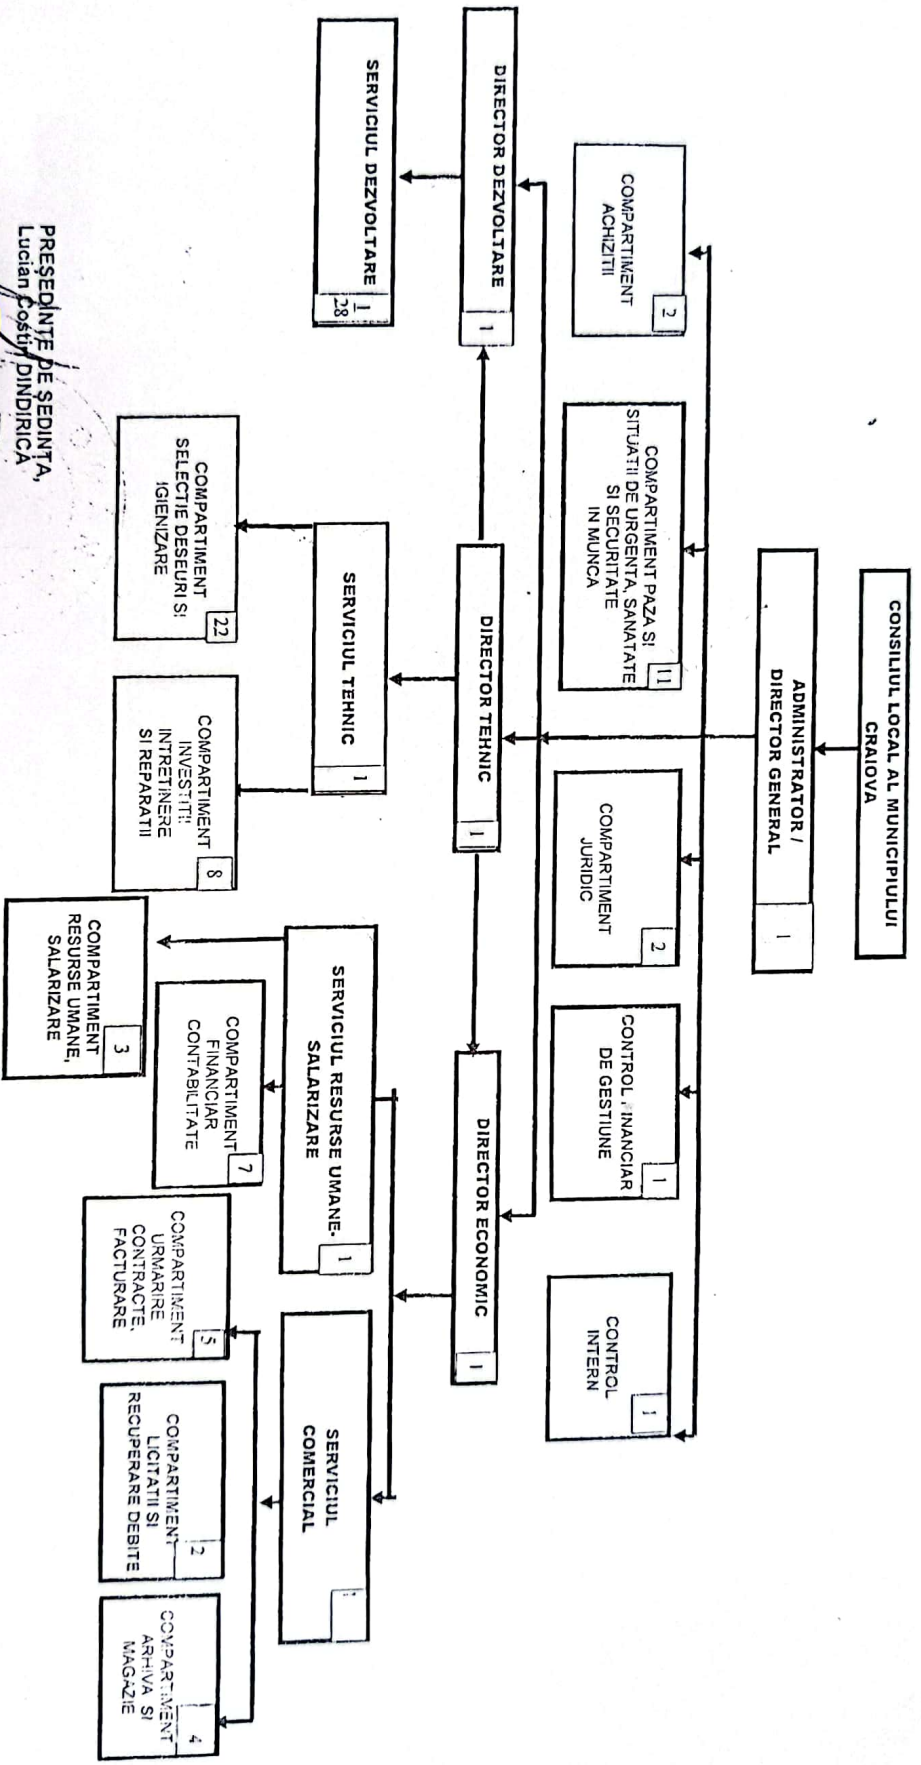 CONSILIUL LOCAL AL MUNICIPIULUI
CRAIOVA
ADMINISTRATOR /
DIRECTOR GENERAL
1
COMPARTIMENT
ACHIZITII
2
COMPARTIMENT PAZA SI
SITUATII DE URGENTA, SANATATE
SI SECURITATE
IN MUNCA
11
COMPARTIMENT
JURIDIC
2
CONTROL FINANCIAR
DE GESTIUNE
1
CONTROL
INTERN
1
DIRECTOR DEZVOLTARE
1
DIRECTOR TEHNIC
1
DIRECTOR ECONOMIC
1
SERVICIUL DEZVOLTARE
1
28
SERVICIUL TEHNIC
1
SERVICIUL RESURSE UMANE-
SALARIZARE
1
SERVICIUL
COMERCIAL
1
COMPARTIMENT
SELECTIE DESEURI SI
IGIENIZARE
22
COMPARTIMENT
INVESTITII
INTRETINERE
SI REPARATII
8
COMPARTIMENT
RESURSE UMANE,
SALARIZARE
3
COMPARTIMENT
FINANCIAR
CONTABILITATE
7
COMPARTIMENT
URMARIRE
CONTRACTE,
FACTURARE
5
COMPARTIMENT
LICITATII SI
RECUPERARE DEBITE
2
COMPARTIMENT
ARHIVA SI
MAGAZIE
4
PREŞEDINTE DE ŞEDINŢA,
Lucian Costin DINDIRICĂ